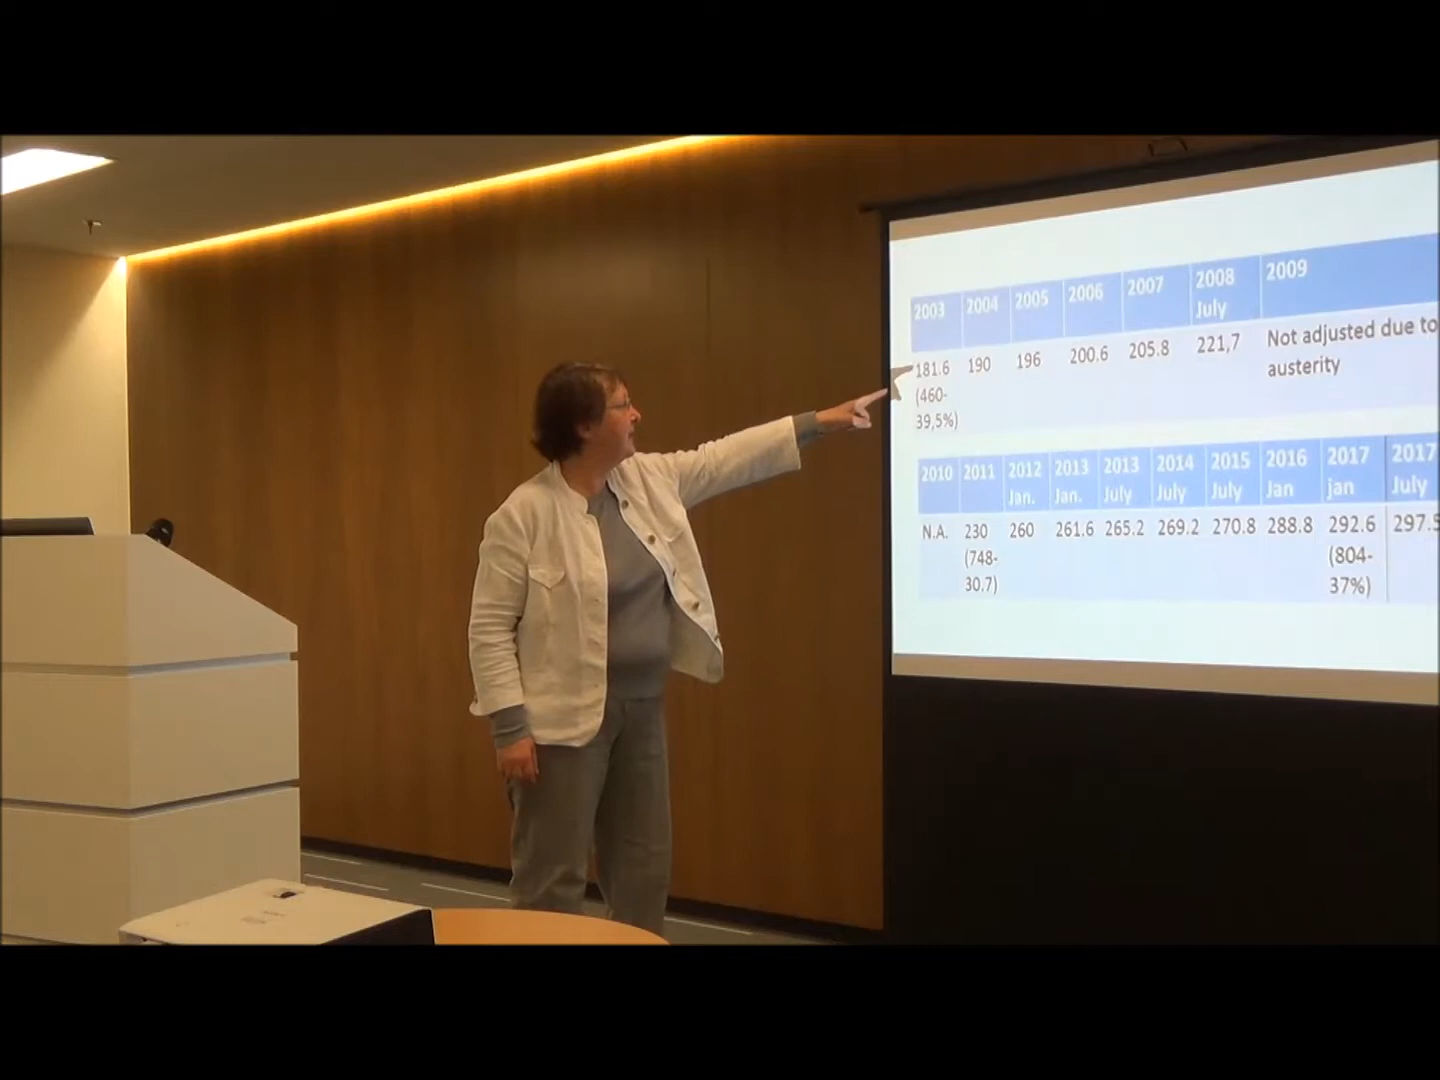 2003 2004 2005 2006 2007 2008 July 2009
181.6 (460- 39,5%) 190 196 200.6 205.8 221,7 Not adjusted due to austerity
2010 2011 2012 Jan. 2013 Jan. 2013 July 2014 July 2015 July 2016 Jan 2017 jan 2017 July
N.A. 230 (748- 30.7) 260 261.6 265.2 269.2 270.8 288.8 292.6 (804- 37%) 297.5